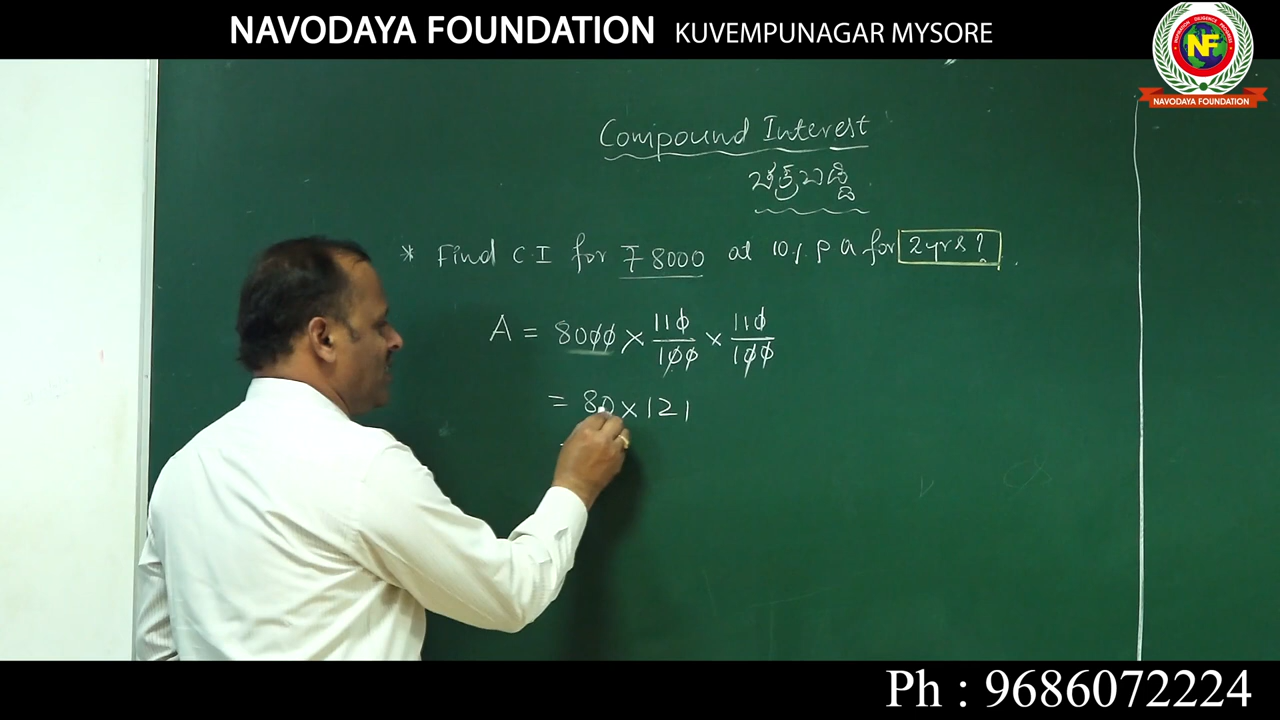 NAVODAYA FOUNDATION KUVEMPUNAGAR MYSORE
NF
NAVODAYA FOUNDATION
Compound Interest
ಚಕ್ರಬಡ್ಡಿ
* Find C.I for ₹ 8000 at 10% P a for 2yrs?
A = 8000 × 110/100 × 110/100
= 80 × 121
Ph : 9686072224